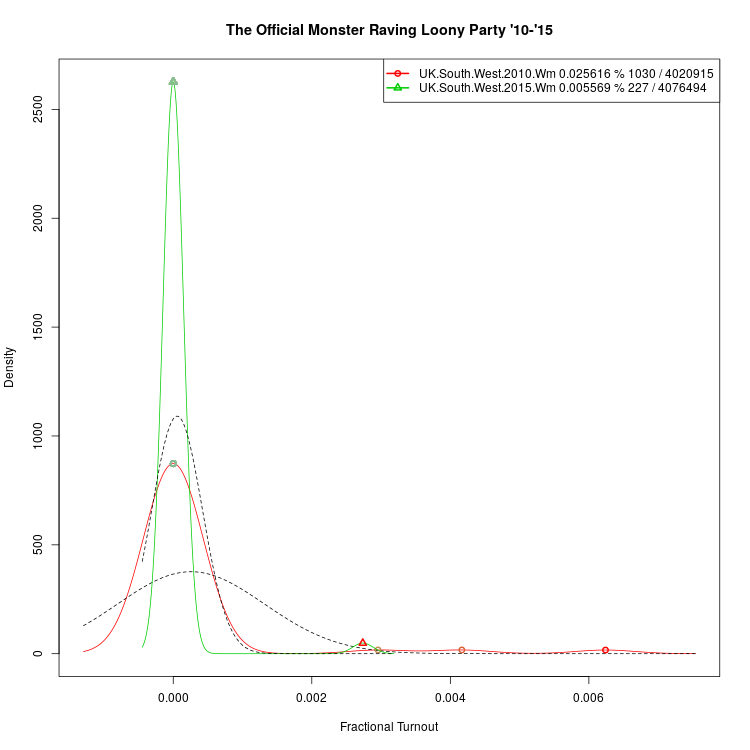 The Official Monster Raving Loony Party '10-'15
UK.South.West.2010.Wm 0.025616 % 1030 / 4020915
UK.South.West.2015.Wm 0.005569 % 227 / 4076494
Density
2500
2000
1500
1000
500
0
0.000 0.002 0.004 0.006
Fractional Turnout